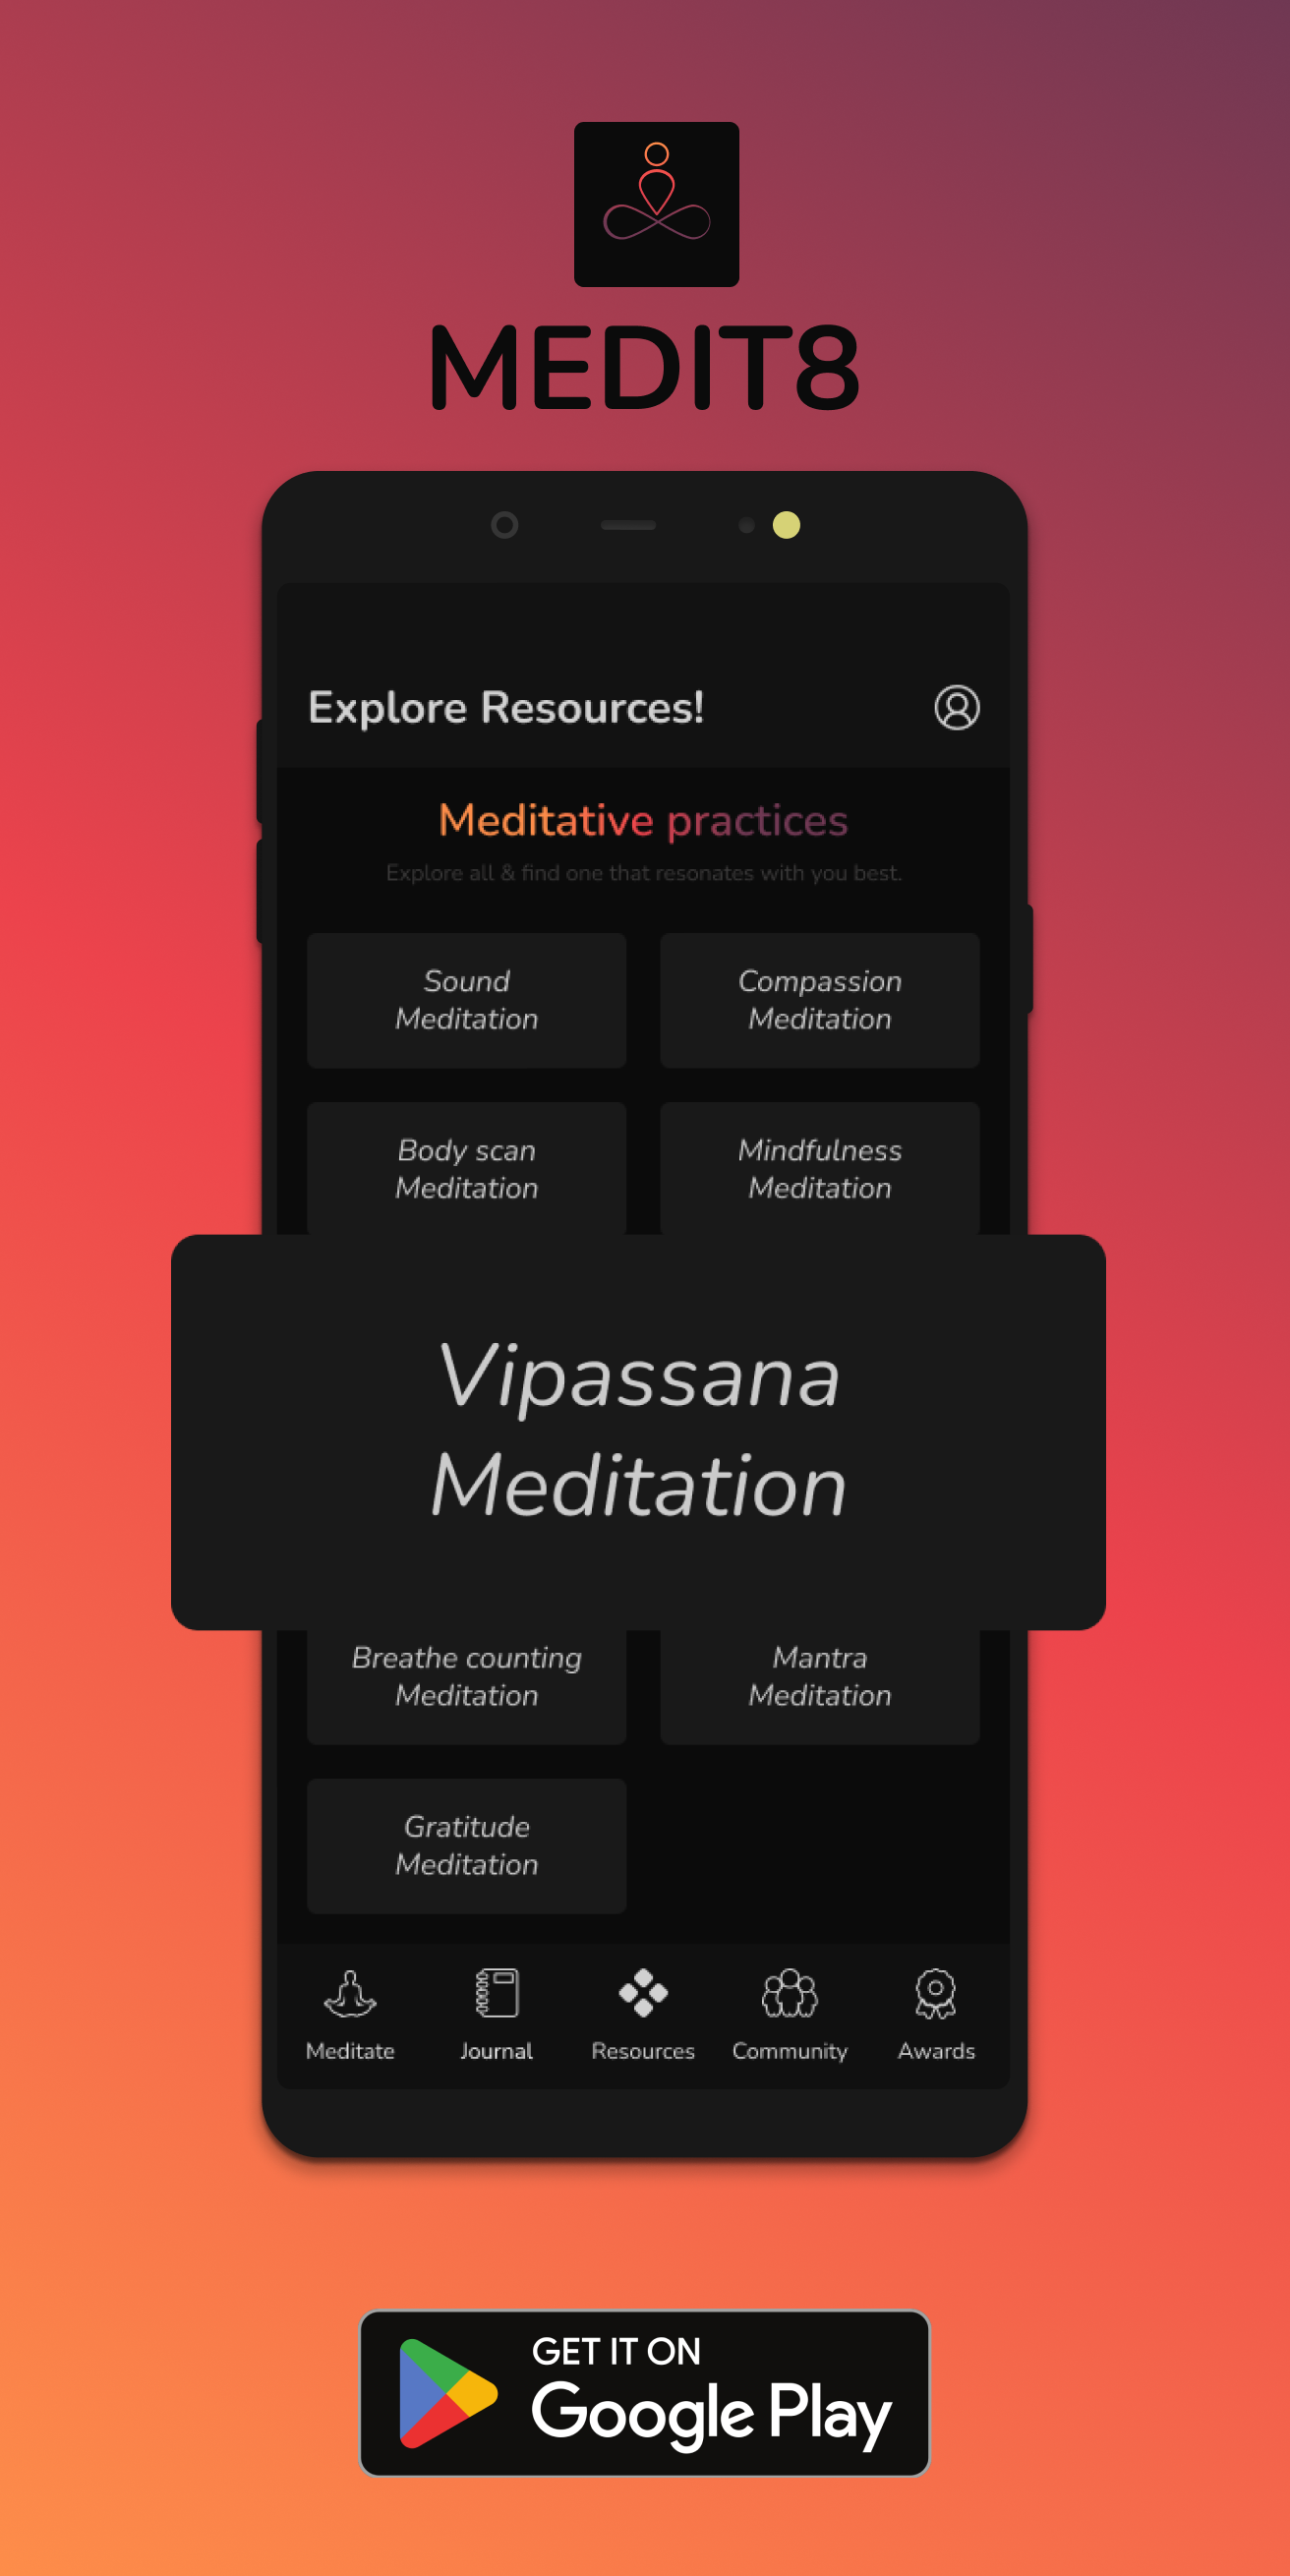 MEDIT8
Explore Resources!
Meditative practices
Explore all & find one that resonates with you best.
Sound
Meditation
Compassion
Meditation
Body scan
Meditation
Mindfulness
Meditation
Vipassana
Meditation
Breathe counting
Meditation
Mantra
Meditation
Gratitude
Meditation
Meditate
Journal
Resources
Community
Awards
GET IT ON
Google Play